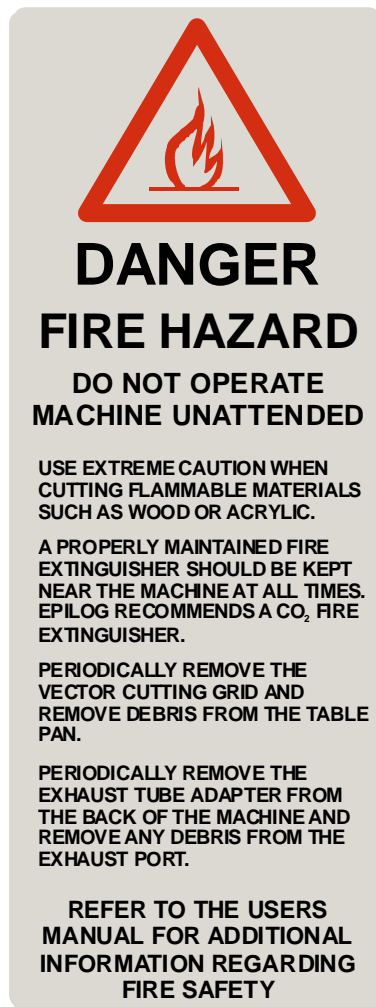 DANGER
FIRE HAZARD
DO NOT OPERATE
MACHINE UNATTENDED
USE EXTREME CAUTION WHEN
CUTTING FLAMMABLE MATERIALS
SUCH AS WOOD OR ACRYLIC.
A PROPERLY MAINTAINED FIRE
EXTINGUISHER SHOULD BE KEPT
NEAR THE MACHINE AT ALL TIMES.
EPILOG RECOMMENDS A CO₂ FIRE
EXTINGUISHER.
PERIODICALLY REMOVE THE
VECTOR CUTTING GRID AND
REMOVE DEBRIS FROM THE TABLE
PAN.
PERIODICALLY REMOVE THE
EXHAUST TUBE ADAPTER FROM
THE BACK OF THE MACHINE AND
REMOVE ANY DEBRIS FROM THE
EXHAUST PORT.
REFER TO THE USERS
MANUAL FOR ADDITIONAL
INFORMATION REGARDING
FIRE SAFETY